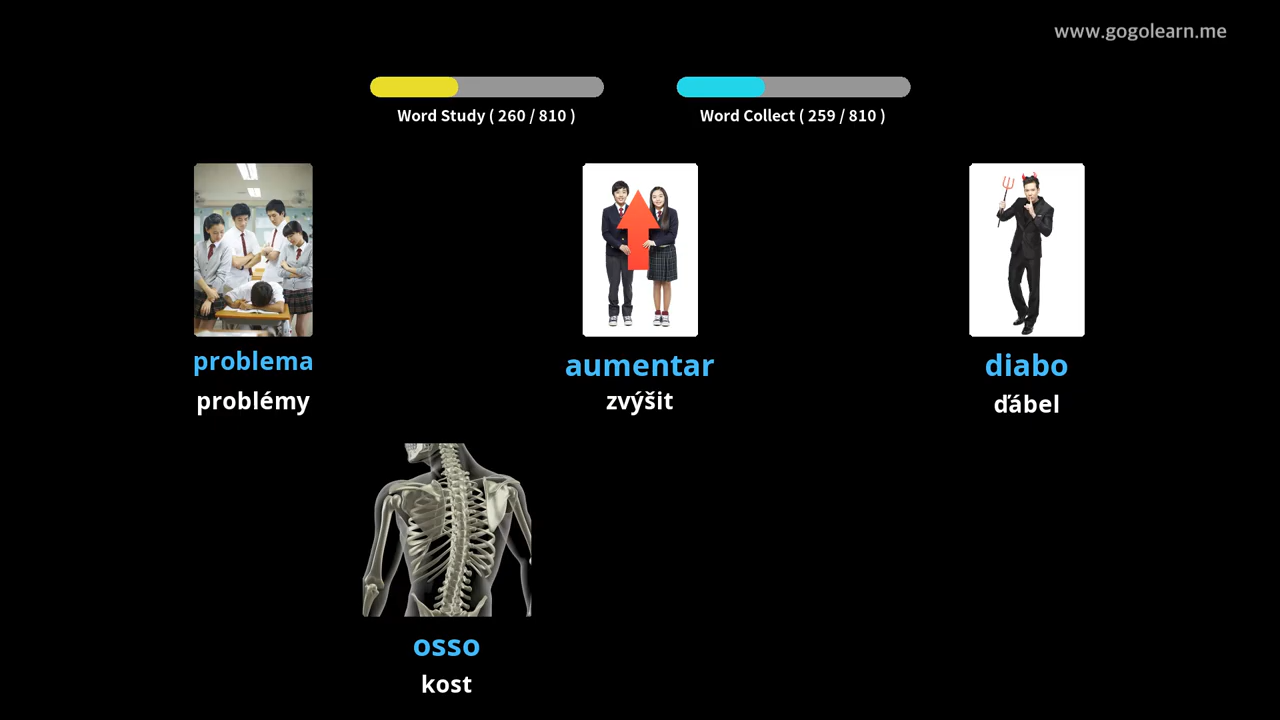 www.gogolearn.me
Word Study ( 260 / 810 )
Word Collect ( 259 / 810 )
problema
problémy
aumentar
zvýšit
diabo
ďábel
osso
kost